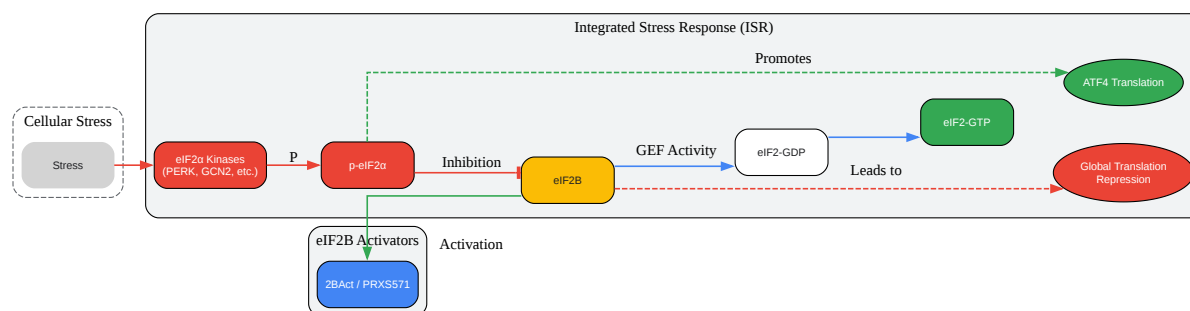 Integrated Stress Response (ISR)
Promotes
ATF4 Translation
Cellular Stress
Stress
eIF2α Kinases
(PERK, GCN2, etc.)
P
p-eIF2α
Inhibition
eIF2B
GEF Activity
eIF2-GDP
eIF2-GTP
Leads to
Global Translation
Repression
eIF2B Activators
Activation
2BAct / PRXS571